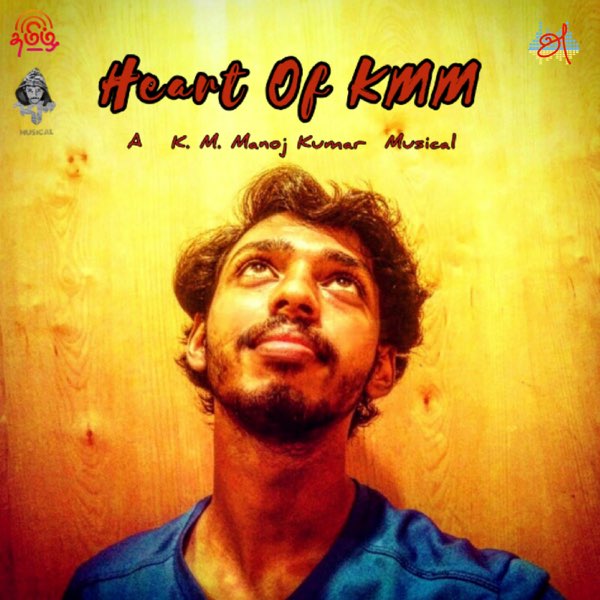 தமிழ்
அ
MUSICAL
Heart Of KMM
A K. M. Manoj Kumar Musical